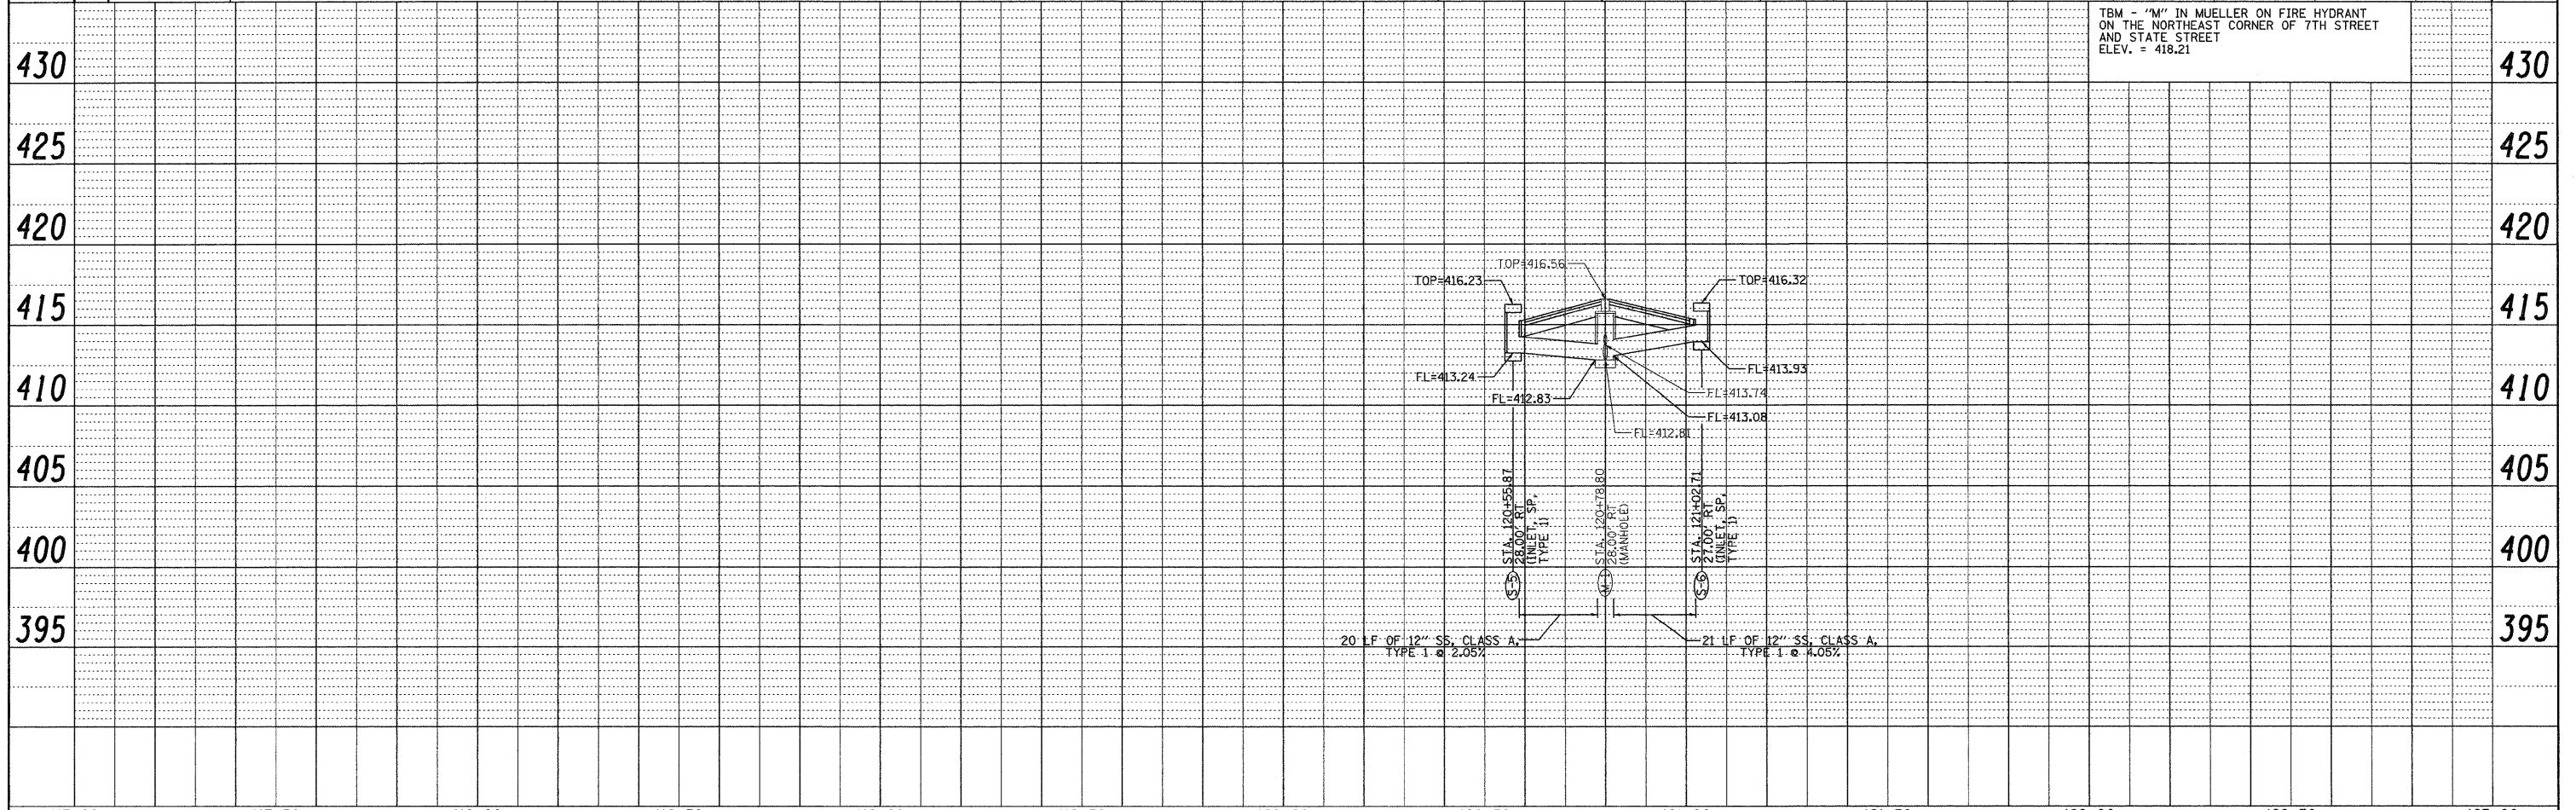 TBM - "M" IN MUELLER ON FIRE HYDRANT
ON THE NORTHEAST CORNER OF 7TH STREET
AND STATE STREET
ELEV. = 418.21
430
430
425
425
420
420
TOP=416.56
TOP=416.23
TOP=416.32
415
415
FL=413.93
FL=413.24
410
410
FL=413.74
FL=412.83
FL=413.08
FL=412.81
405
405
STA. 120+55.87
28.00' RT
(INLET, SP,
TYPE 1)
STA. 120+78.80
28.00' RT
(MANHOLE)
STA. 121+02.71
27.00' RT
(INLET, SP,
TYPE 1)
400
400
S-5
S-6
395
395
20 LF OF 12" SS, CLASS A,
TYPE 1 @ 2.05%
21 LF OF 12" SS, CLASS A,
TYPE 1 @ 4.05%